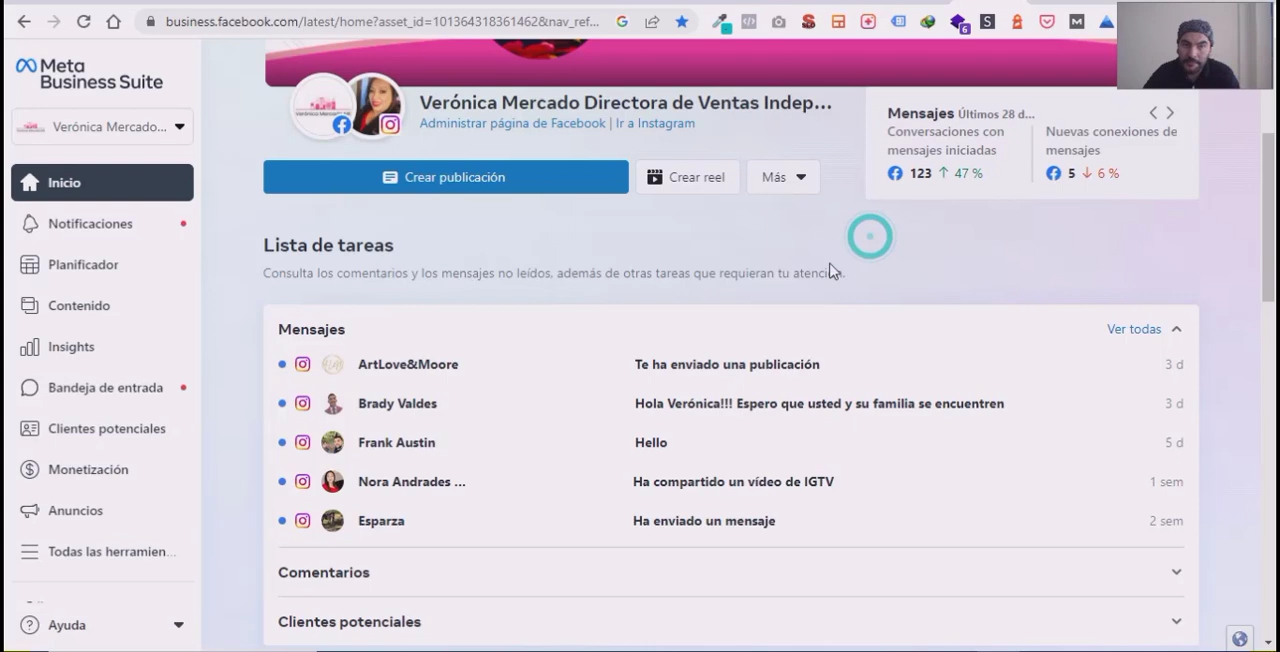 business.facebook.com/latest/home?asset_id=101364318361462&nav_ref...
Meta
Business Suite
Verónica Mercado...
Inicio
Notificaciones
Planificador
Contenido
Insights
Bandeja de entrada
Clientes potenciales
Monetización
Anuncios
Todas las herramien...
Ayuda
Verónica Mercado Directora de Ventas Indep...
Administrar página de Facebook | Ir a Instagram
Crear publicación
Crear reel
Más
Mensajes Últimos 28 d...
Conversaciones con
mensajes iniciadas
123 ↑ 47 %
Nuevas conexiones de
mensajes
5 ↓ 6 %
Lista de tareas
Consulta los comentarios y los mensajes no leídos, además de otras tareas que requieran tu atención.
Mensajes
Ver todas
ArtLove&Moore Te ha enviado una publicación 3 d
Brady Valdes Hola Verónica!!! Espero que usted y su familia se encuentren 3 d
Frank Austin Hello 5 d
Nora Andrades ... Ha compartido un vídeo de IGTV 1 sem
Esparza Ha enviado un mensaje 2 sem
Comentarios
Clientes potenciales